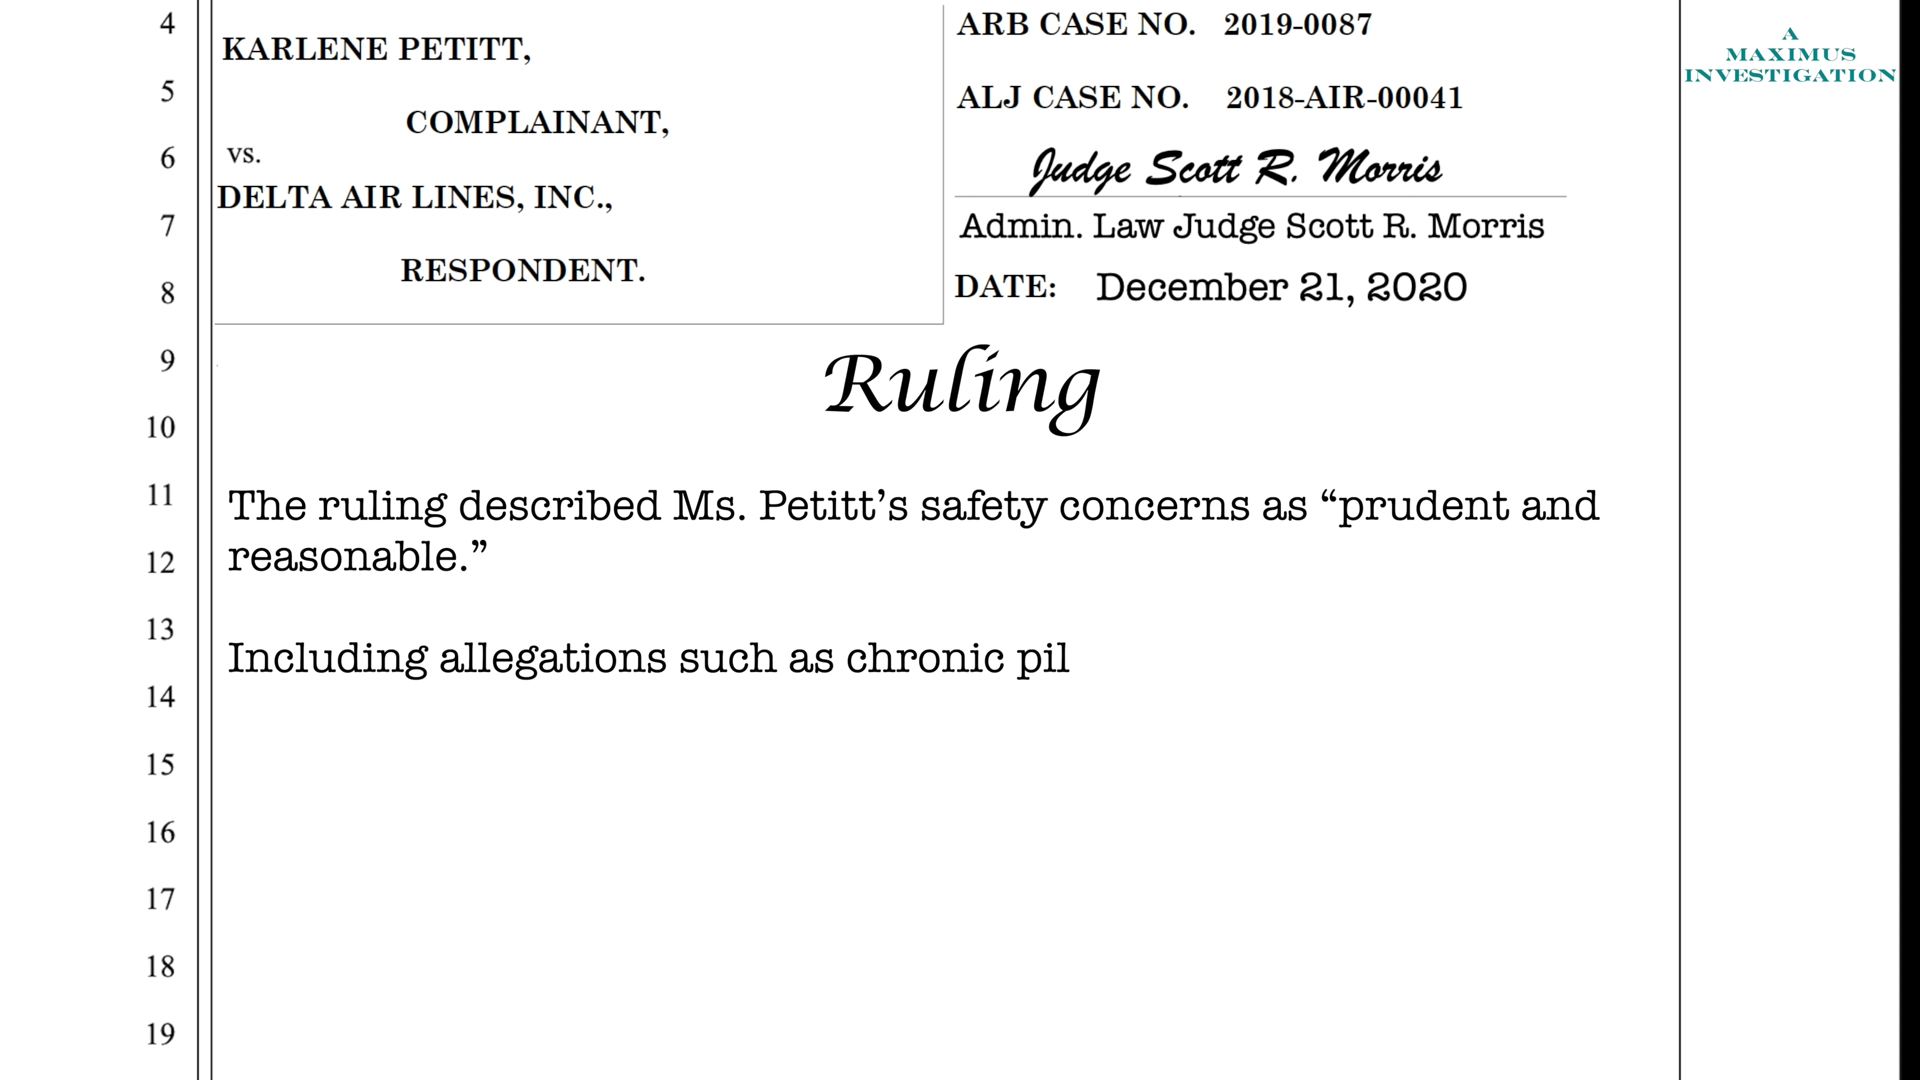 4
KARLENE PETITT,
5
COMPLAINANT,
6
vs.
DELTA AIR LINES, INC.,
7
RESPONDENT.
8
ARB CASE NO. 2019-0087
ALJ CASE NO. 2018-AIR-00041
Judge Scott R. Morris
Admin. Law Judge Scott R. Morris
DATE: December 21, 2020
A
MAXIMUS
INVESTIGATION
9
Ruling
10
11
The ruling described Ms. Petitt’s safety concerns as “prudent and
12
reasonable.”
13
Including allegations such as chronic pil
14
15
16
17
18
19